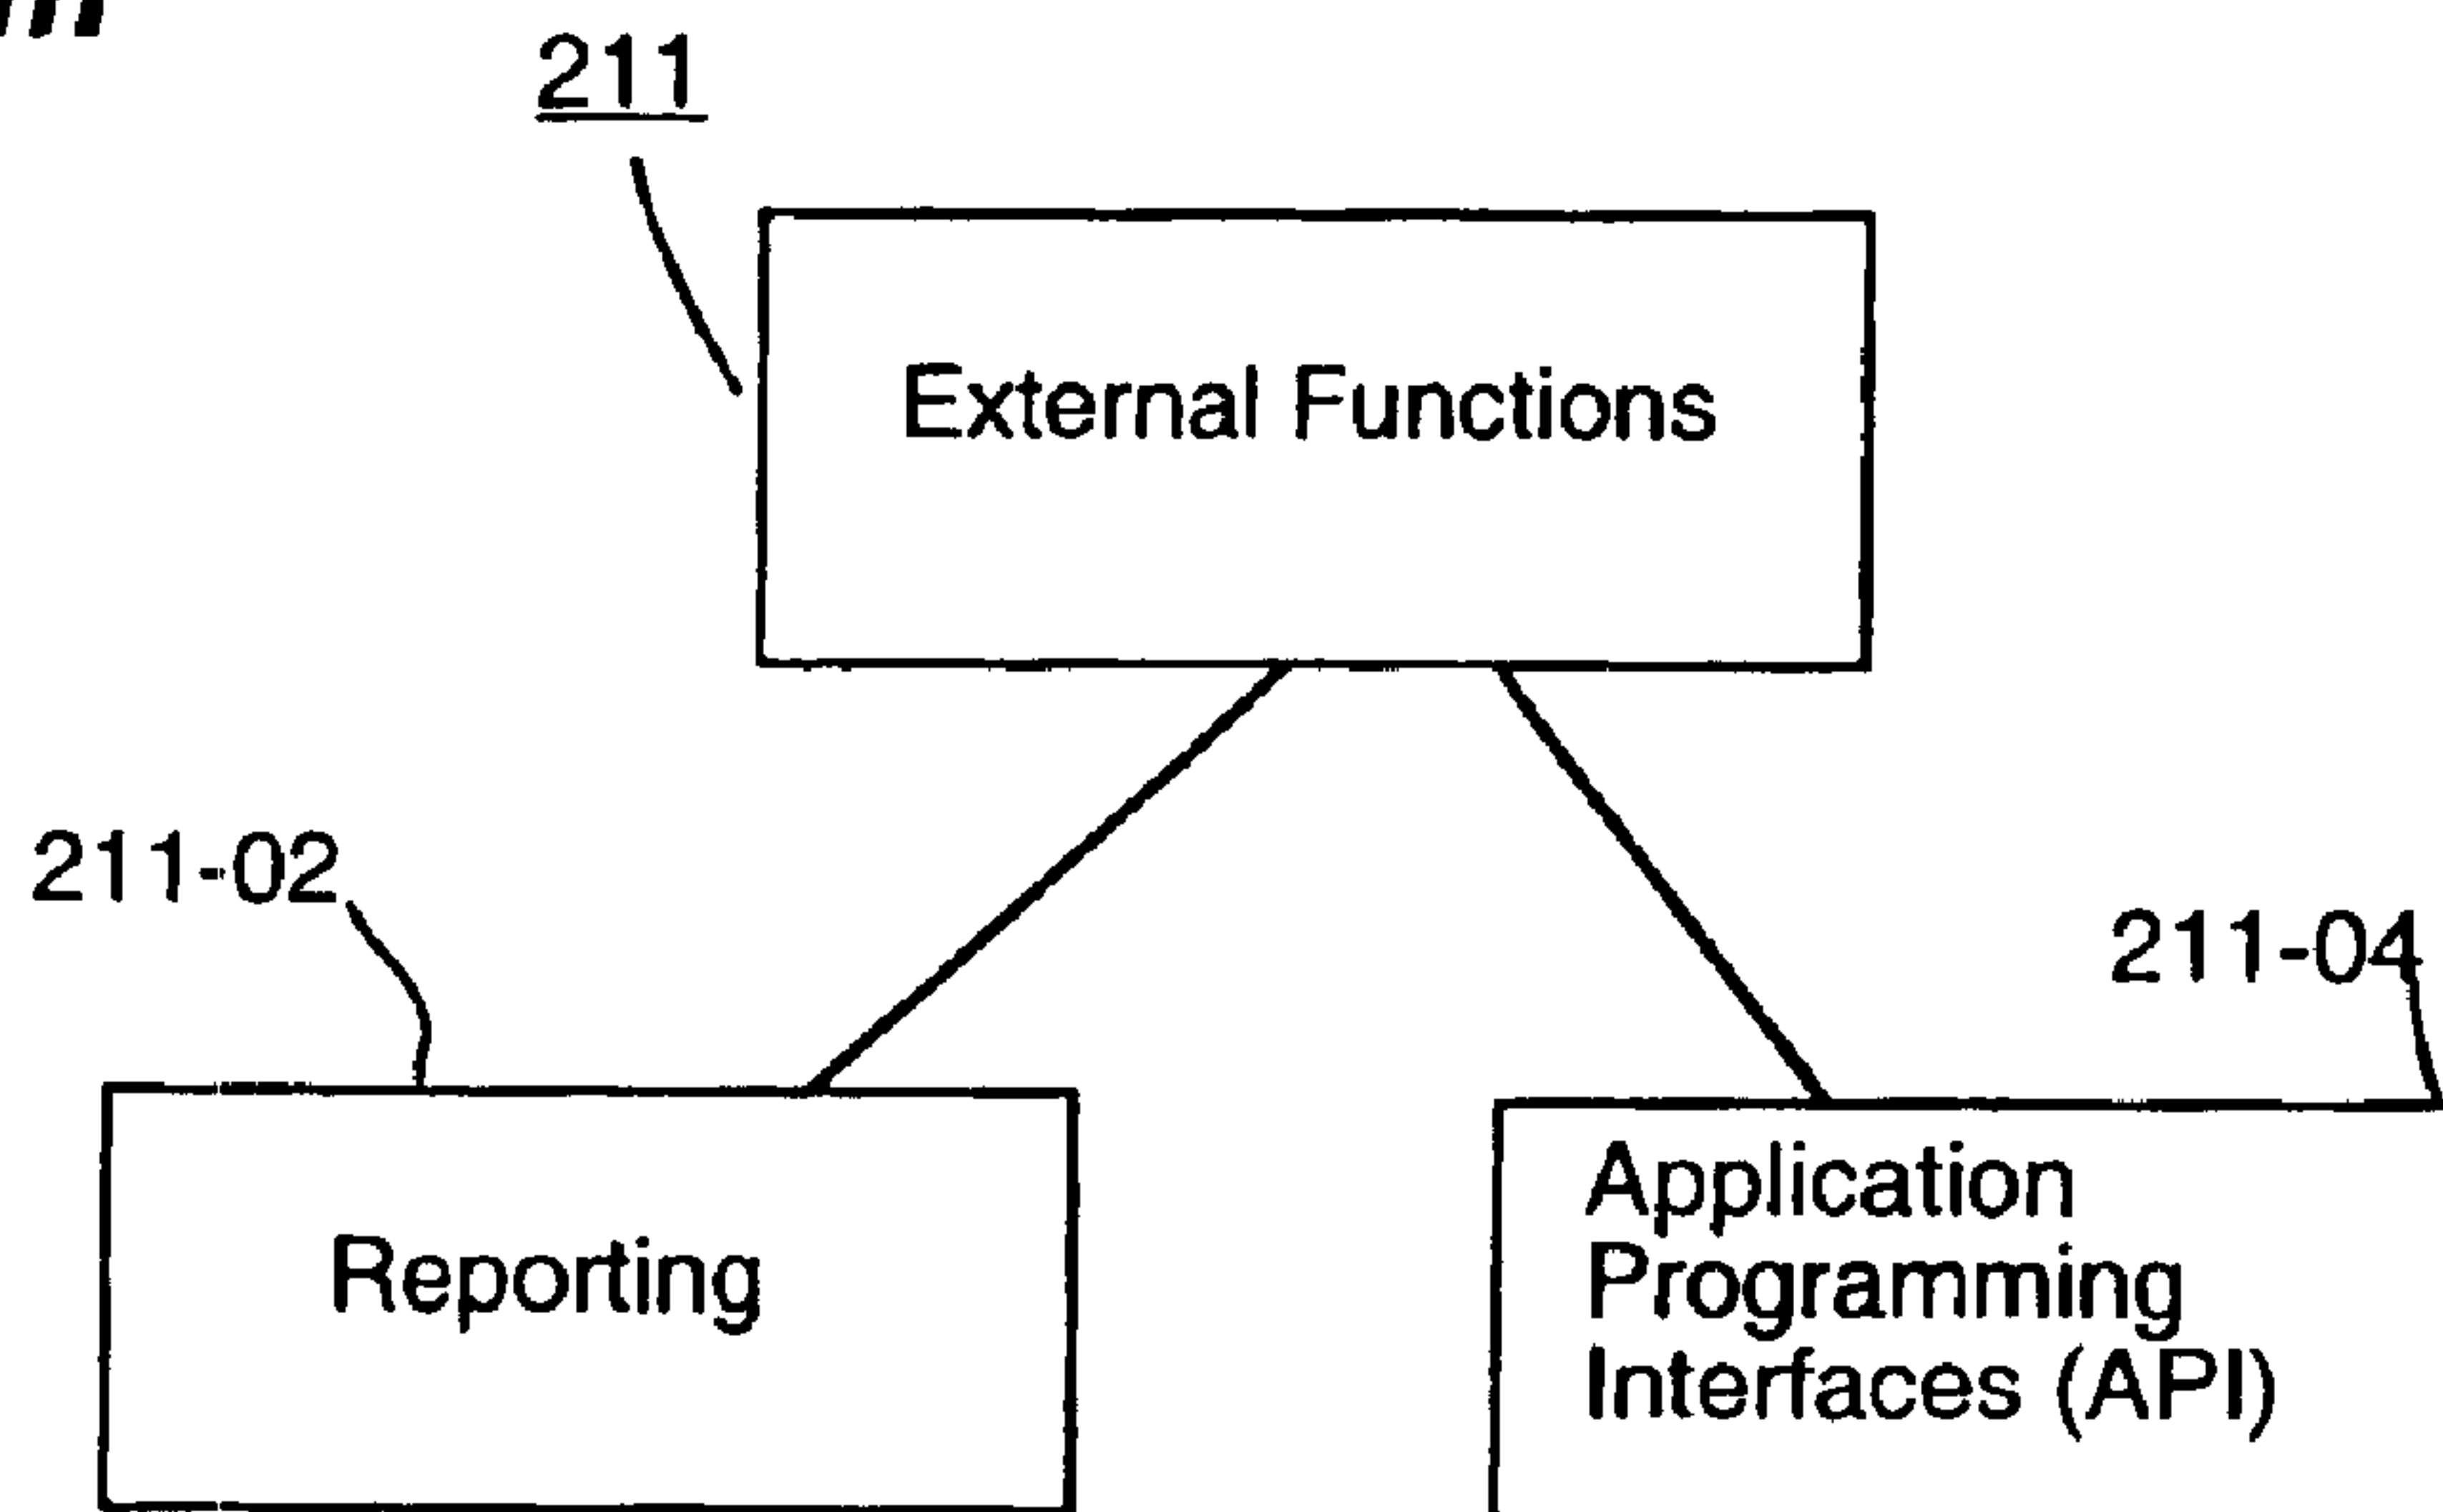 211
External Functions
211-02
211-04
Reporting
Application
Programming
Interfaces (API)